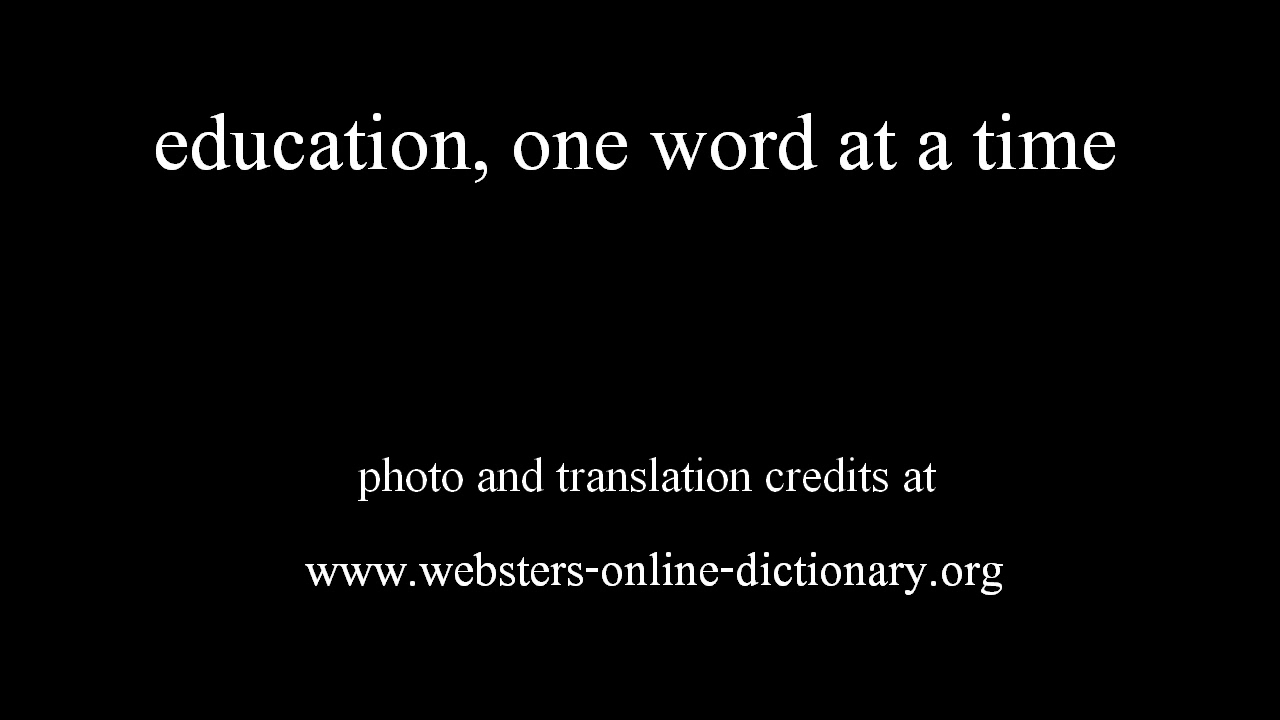 education, one word at a time
photo and translation credits at
www.websters-online-dictionary.org